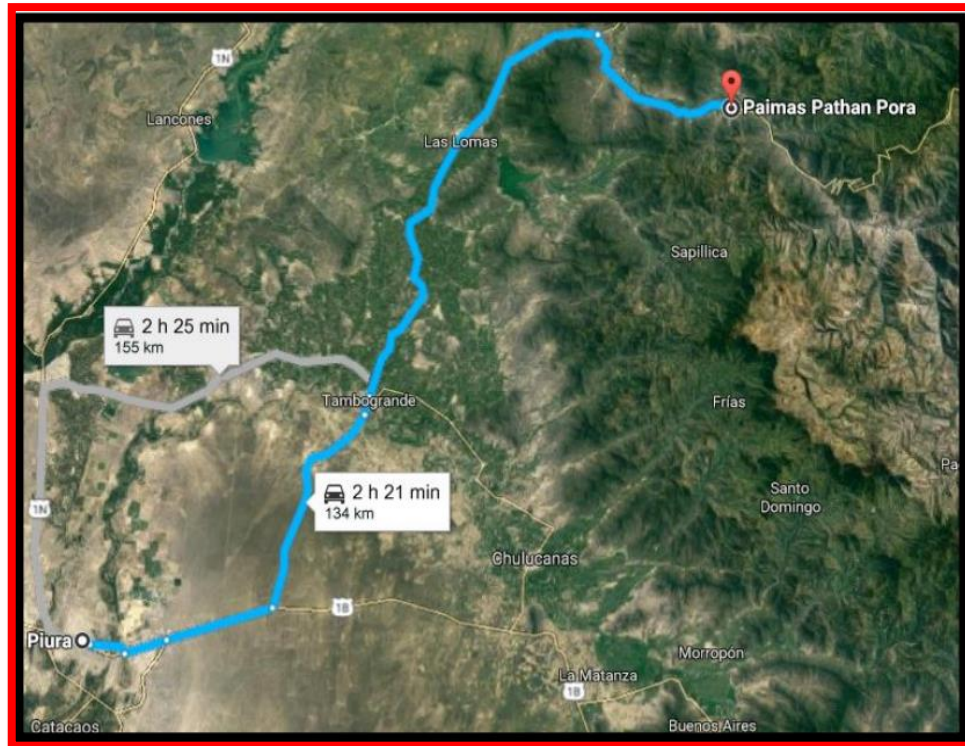 1N
Lancones
Paimas Pathan Pora
Las Lomas
Sapillica
2 h 25 min
155 km
Tambogrande
Frías
2 h 21 min
134 km
Santo
Domingo
Pa
1N
Chulucanas
1B
Piura
Morropón
La Matanza
1B
Catacaos
Buenos Aires